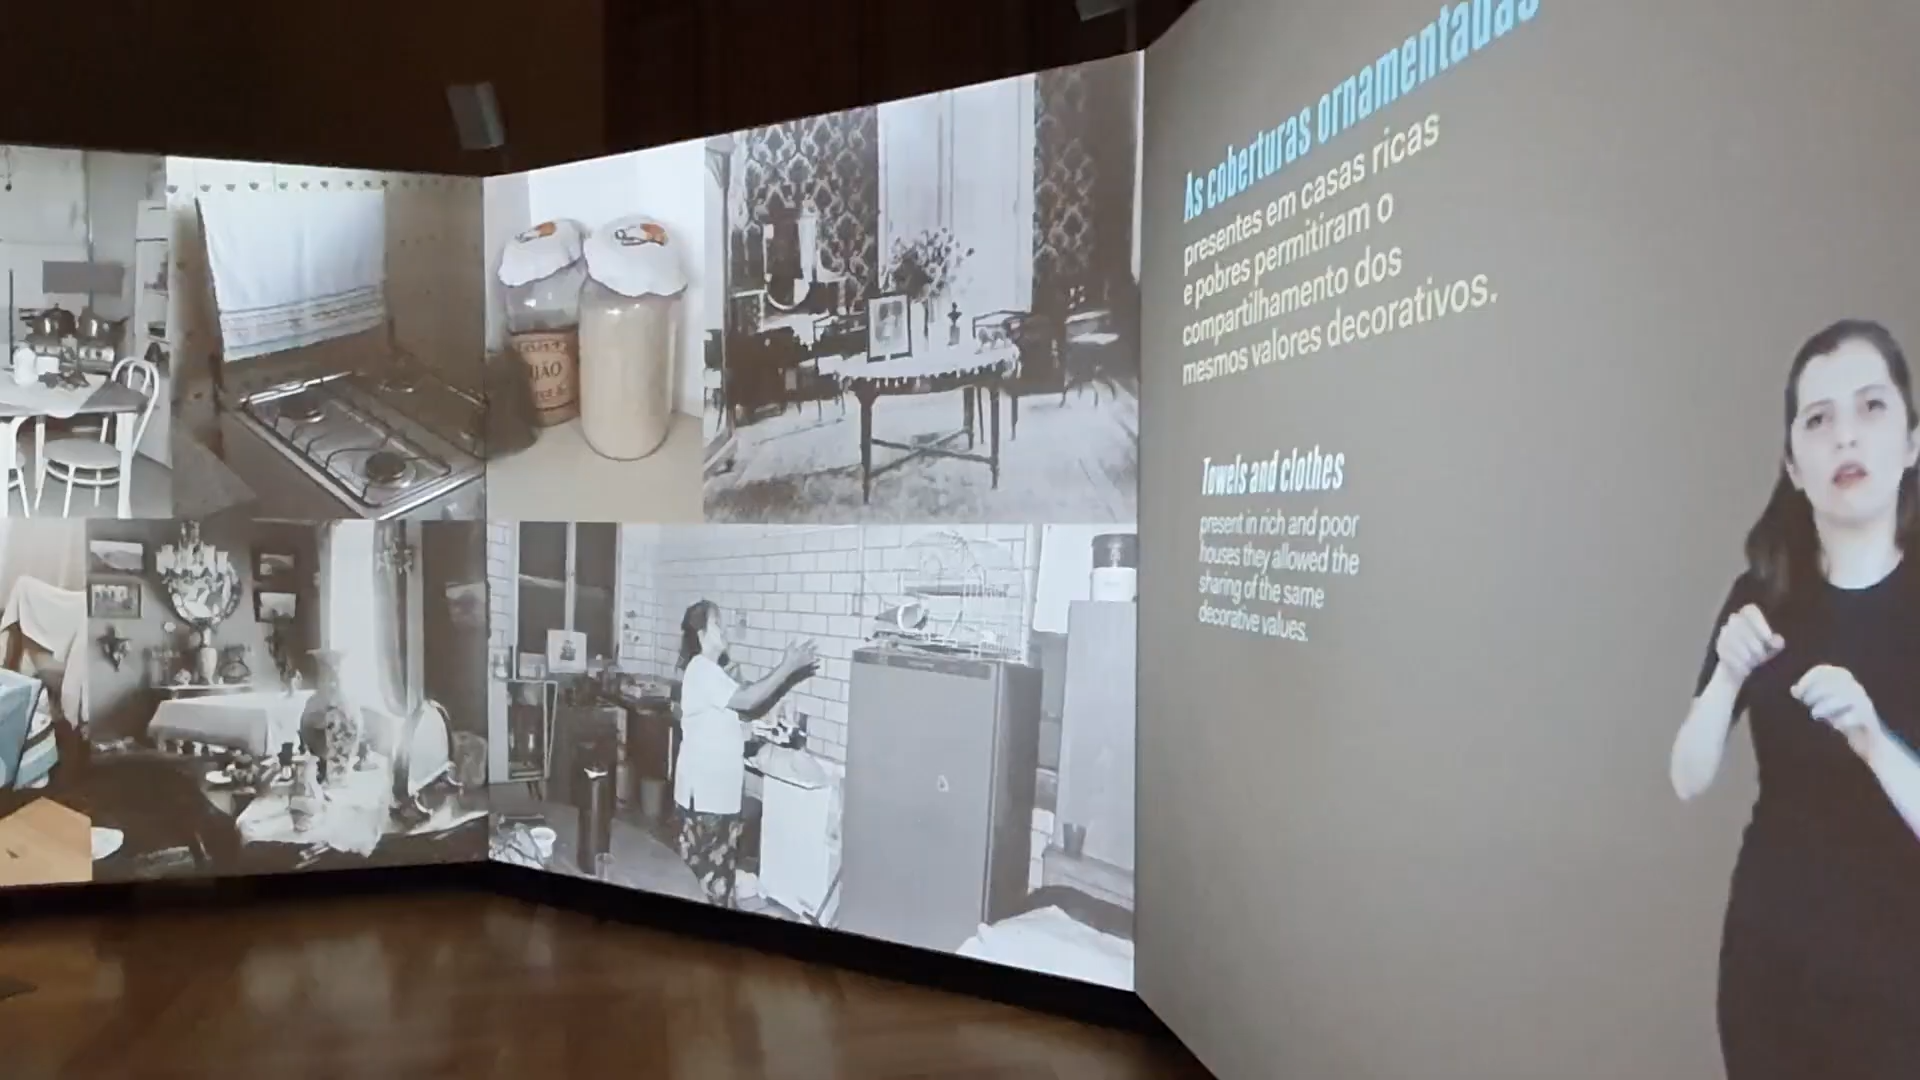 As coberturas ornamentadas
presentes em casas ricas
e pobres permitiram o
compartilhamento dos
mesmos valores decorativos.
Towels and clothes
present in rich and poor
houses they allowed the
sharing of the same
decorative values.